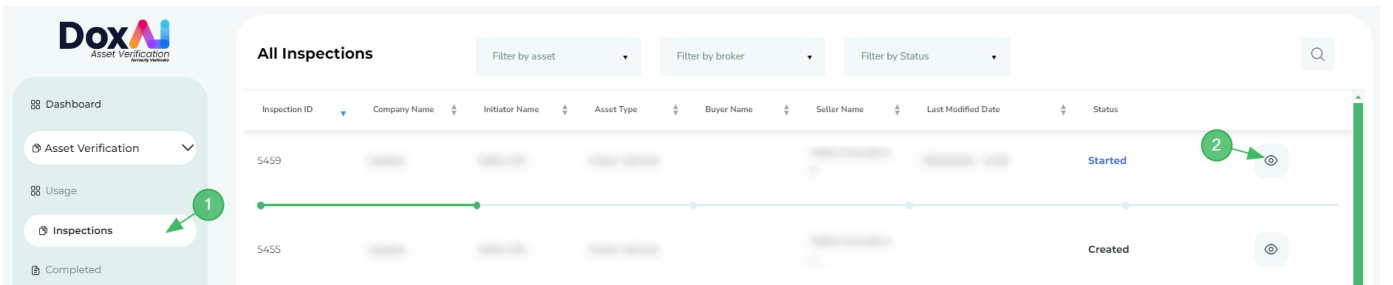 DoxAI
Asset Verification
formerly Verimoto
Dashboard
Asset Verification
Usage
Inspections
Completed
1
All Inspections
Filter by asset
Filter by broker
Filter by Status
Inspection ID Company Name Initiator Name Asset Type Buyer Name Seller Name Last Modified Date Status
5459 Started
2
5455 Created